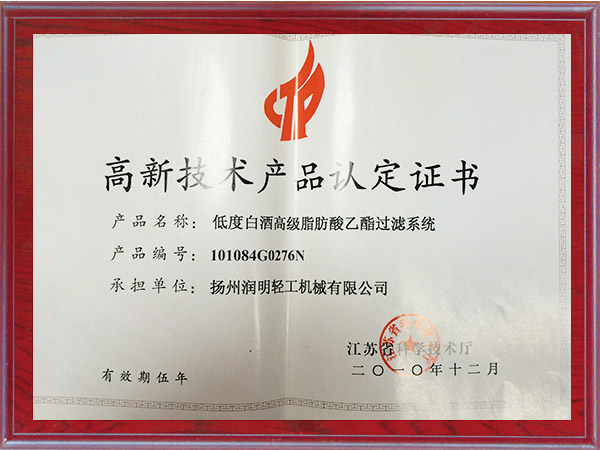 高新技术产品认定证书
产品名称：低度白酒高级脂肪酸乙酯过滤系统
产品编号：101084G0276N
承担单位：扬州润明轻工机械有限公司
江苏省科学技术厅
二〇一〇年十二月
有效期伍年